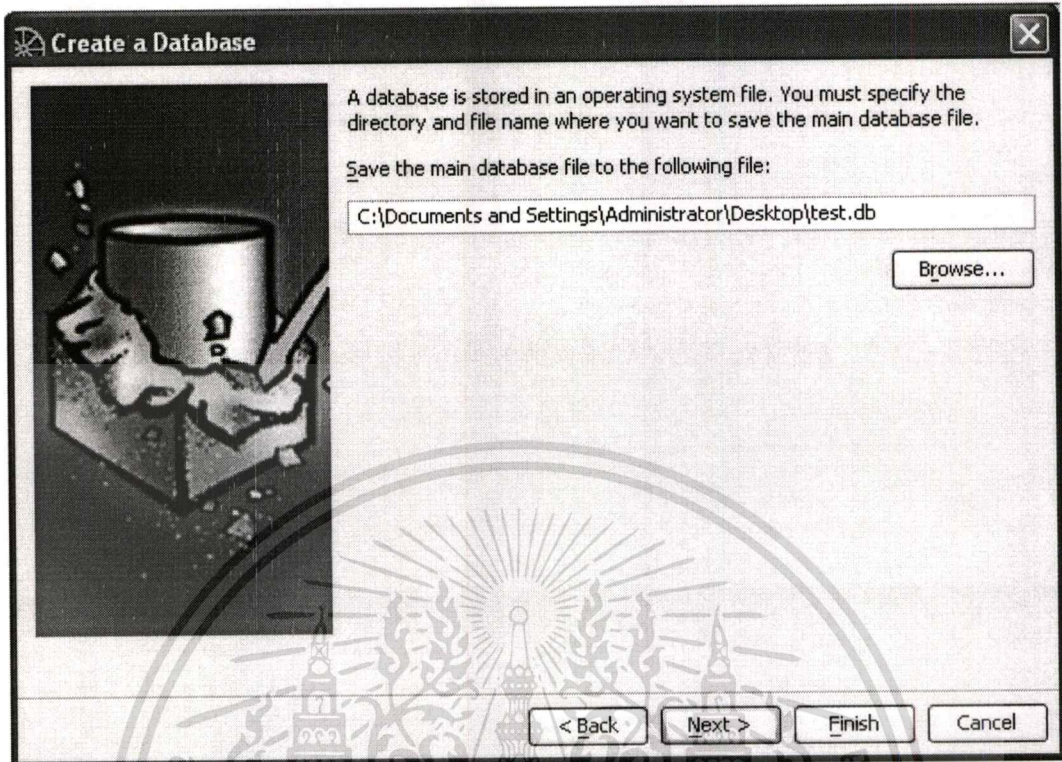 Create a Database
A database is stored in an operating system file. You must specify the
directory and file name where you want to save the main database file.
Save the main database file to the following file:
C:\Documents and Settings\Administrator\Desktop\test.db
Browse...
< Back
Next >
Finish
Cancel